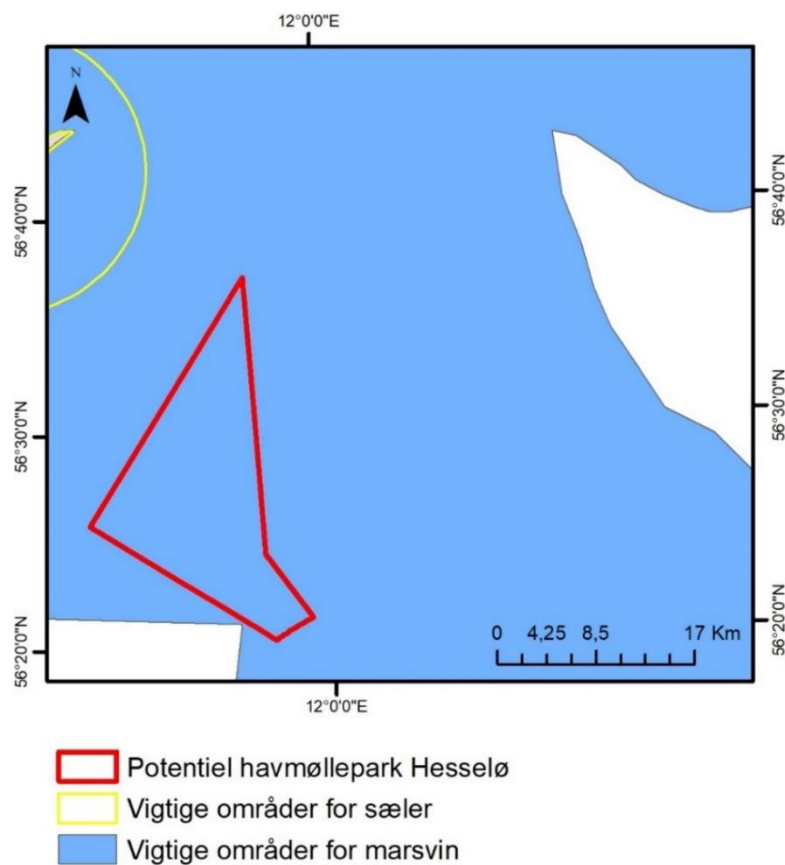 12°0'0"E
N
56°40'0"N
56°40'0"N
56°30'0"N
56°30'0"N
56°20'0"N
56°20'0"N
0 4,25 8,5 17 Km
12°0'0"E
Potentiel havmøllepark Hesselø
Vigtige områder for sæler
Vigtige områder for marsvin